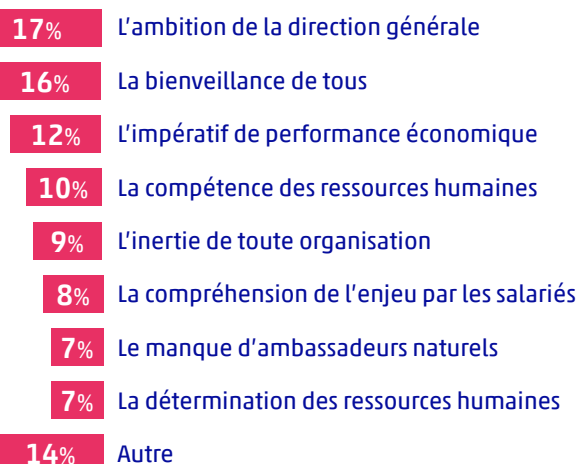 17% L'ambition de la direction générale
16% La bienveillance de tous
12% L'impératif de performance économique
10% La compétence des ressources humaines
9% L'inertie de toute organisation
8% La compréhension de l'enjeu par les salariés
7% Le manque d'ambassadeurs naturels
7% La détermination des ressources humaines
14% Autre